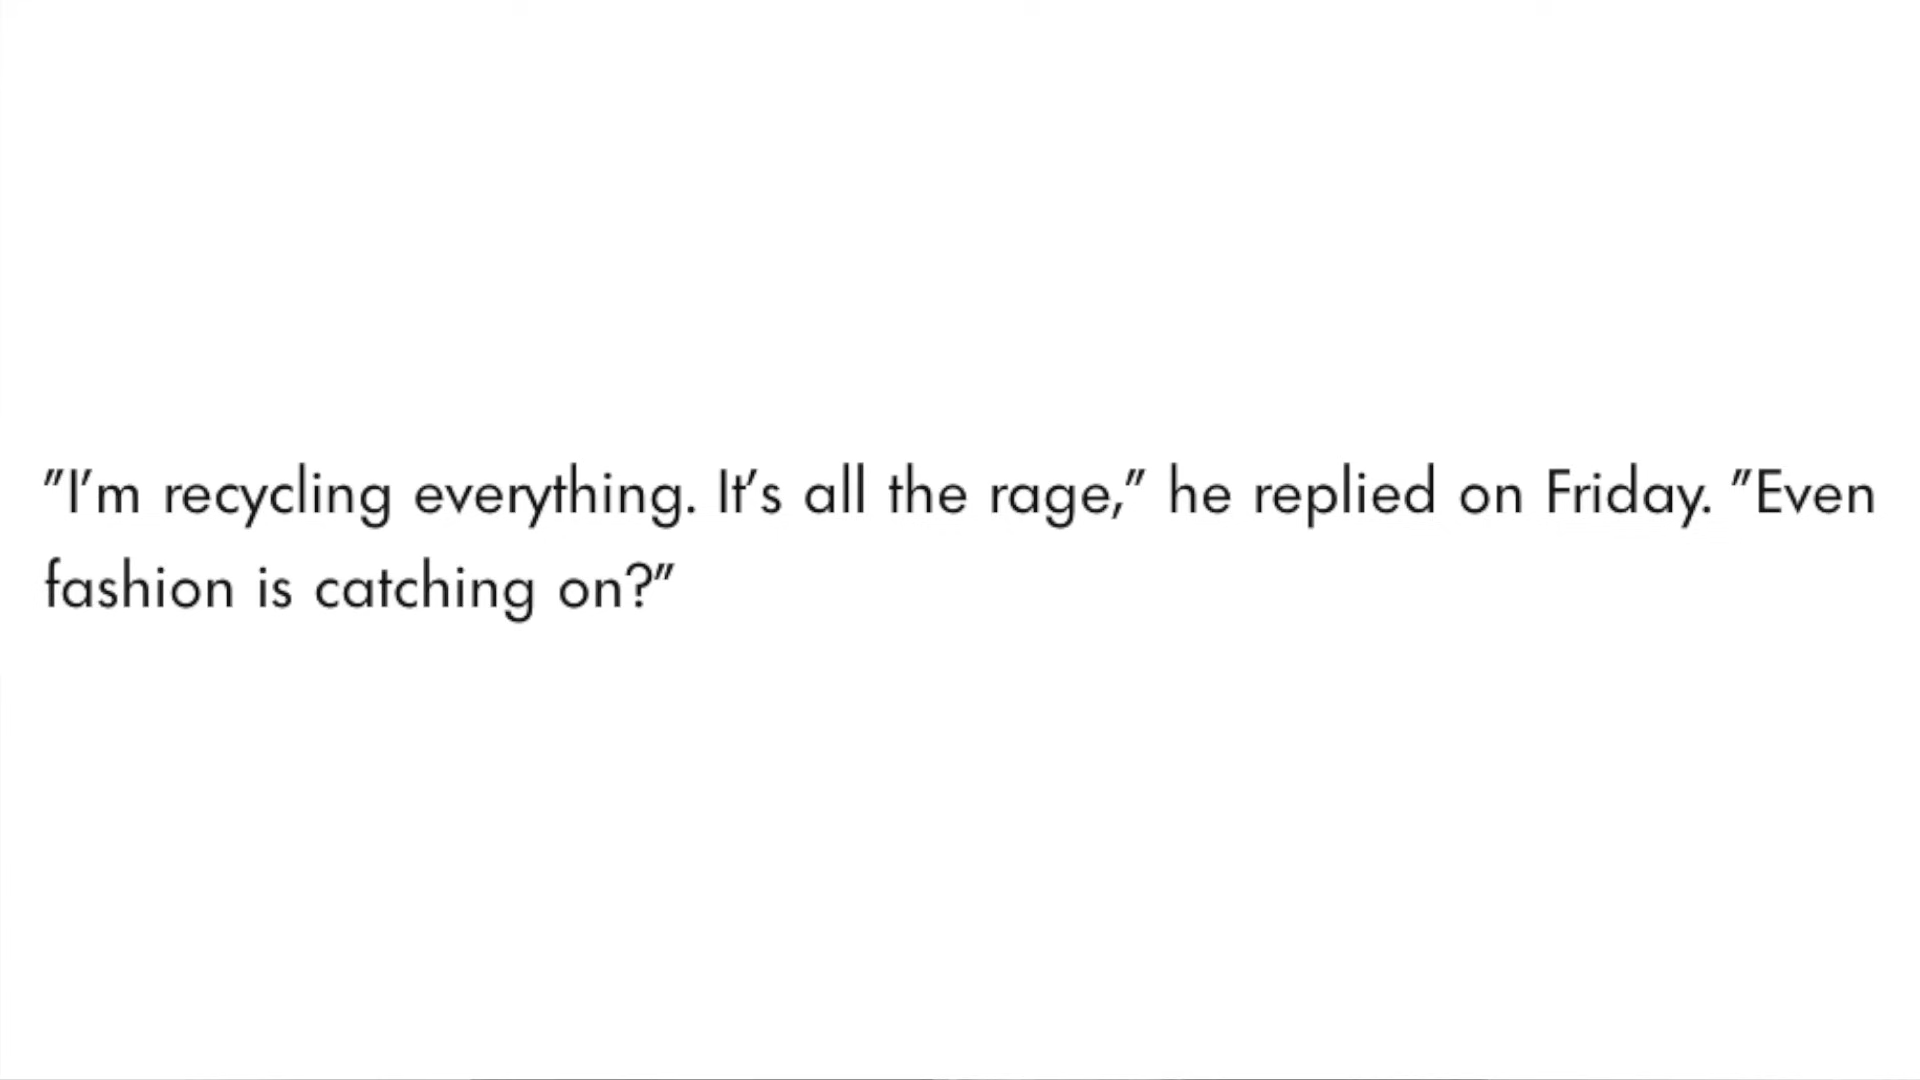 "I'm recycling everything. It's all the rage," he replied on Friday. "Even
fashion is catching on?"